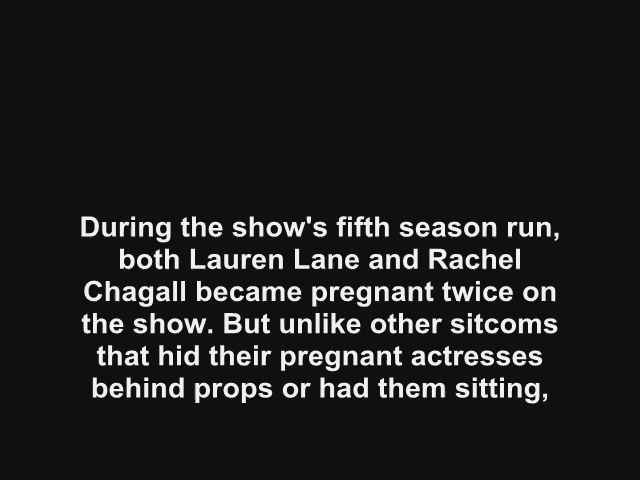 During the show's fifth season run,
both Lauren Lane and Rachel
Chagall became pregnant twice on
the show. But unlike other sitcoms
that hid their pregnant actresses
behind props or had them sitting,